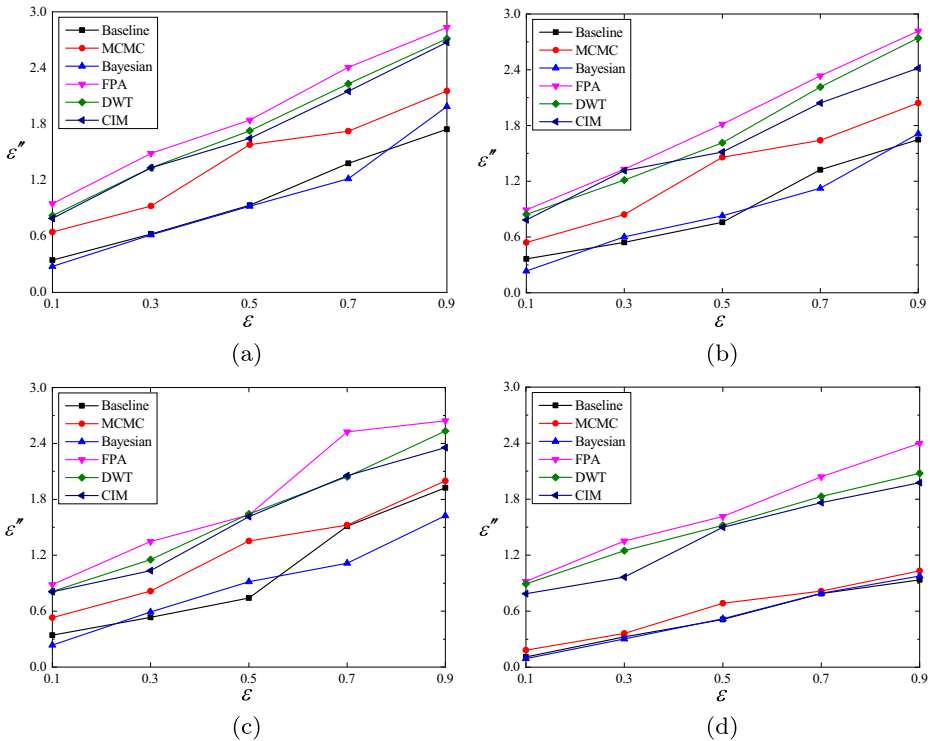 3.0
2.4
1.8
1.2
0.6
0.0
ε″
Baseline
MCMC
Bayesian
FPA
DWT
CIM
0.1 0.3 0.5 0.7 0.9
ε
(a)
3.0
2.4
1.8
1.2
0.6
0.0
ε″
Baseline
MCMC
Bayesian
FPA
DWT
CIM
0.1 0.3 0.5 0.7 0.9
ε
(b)
3.0
2.4
1.8
1.2
0.6
0.0
ε″
Baseline
MCMC
Bayesian
FPA
DWT
CIM
0.1 0.3 0.5 0.7 0.9
ε
(c)
3.0
2.4
1.8
1.2
0.6
0.0
ε″
Baseline
MCMC
Bayesian
FPA
DWT
CIM
0.1 0.3 0.5 0.7 0.9
ε
(d)